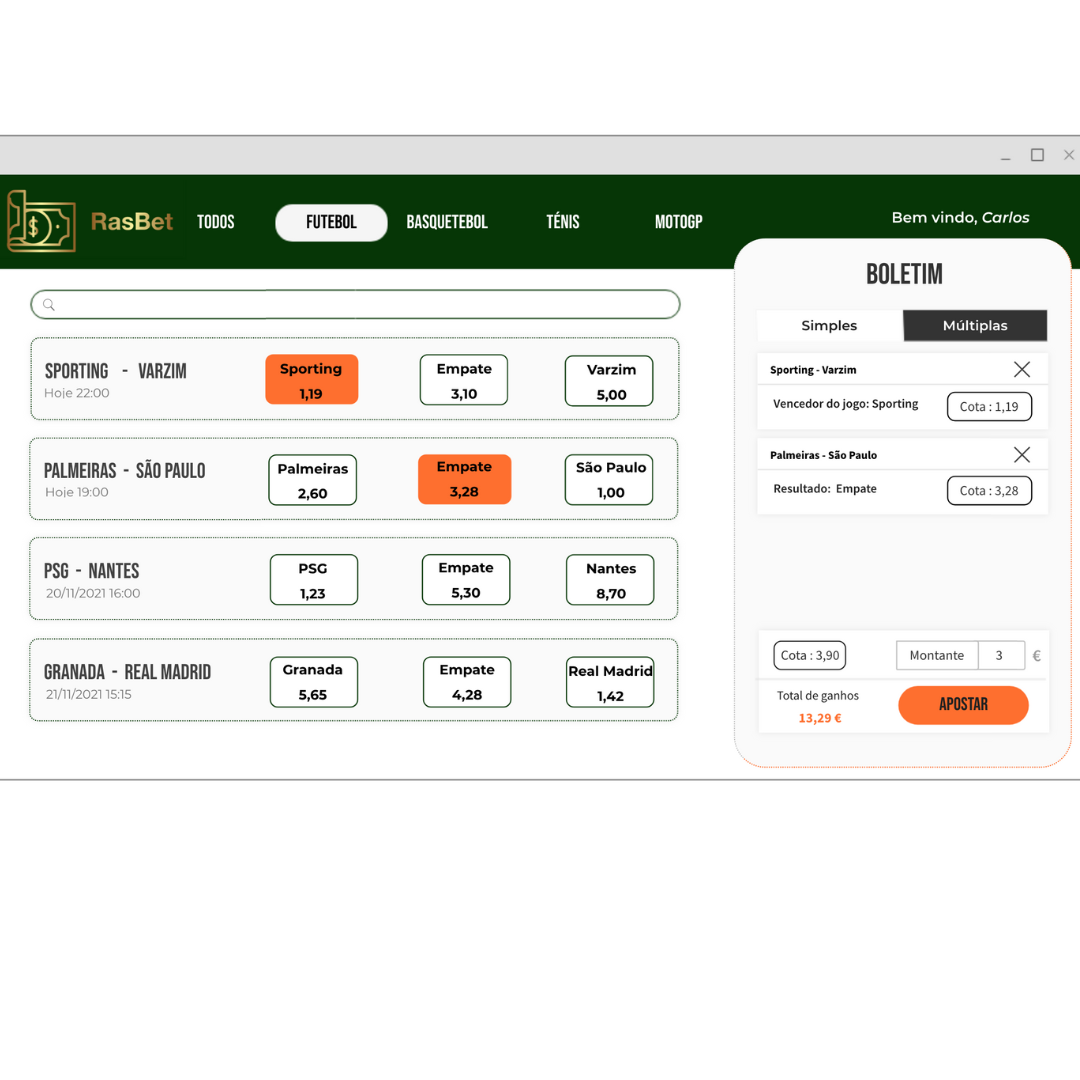 RasBet
TODOS
FUTEBOL
BASQUETEBOL
TÉNIS
MOTOGP
Bem vindo, Carlos
SPORTING - VARZIM
Hoje 22:00
Sporting
1,19
Empate
3,10
Varzim
5,00
PALMEIRAS - SÃO PAULO
Hoje 19:00
Palmeiras
2,60
Empate
3,28
São Paulo
1,00
PSG - NANTES
20/11/2021 16:00
PSG
1,23
Empate
5,30
Nantes
8,70
GRANADA - REAL MADRID
21/11/2021 15:15
Granada
5,65
Empate
4,28
Real Madrid
1,42
BOLETIM
Simples
Múltiplas
Sporting - Varzim
Vencedor do jogo: Sporting
Cota : 1,19
Palmeiras - São Paulo
Resultado: Empate
Cota : 3,28
Cota : 3,90
Montante
3
€
Total de ganhos
13,29 €
APOSTAR